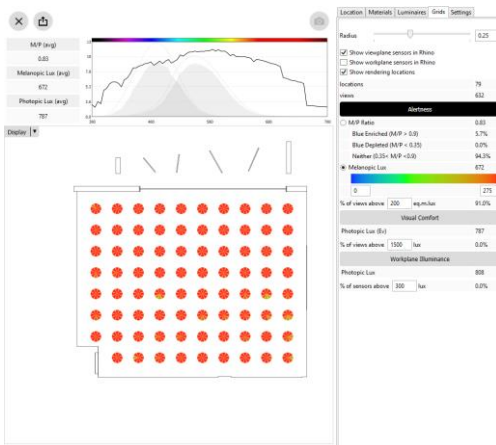 Location Materials Luminaires Grids Settings
M/P (avg)
0.83
Melanopic Lux (avg)
672
Photopic Lux (avg)
787
Display
Radius 0.25
Show viewplane sensors in Rhino
Show workplane sensors in Rhino
Show rendering locations
locations 79
views 632
Alertness
M/P Ratio 0.83
Blue Enriched (M/P > 0.9) 5.7%
Blue Depleted (M/P < 0.35) 0.0%
Neither (0.35< M/P <0.9) 94.3%
Melanopic Lux 672
0 275
% of views above 200 eq.m.lux 91.0%
Visual Comfort
Photopic Lux (Ev) 787
% of views above 1500 lux 0.0%
Workplane Illuminance
Photopic Lux 808
% of sensors above 300 lux 0.0%